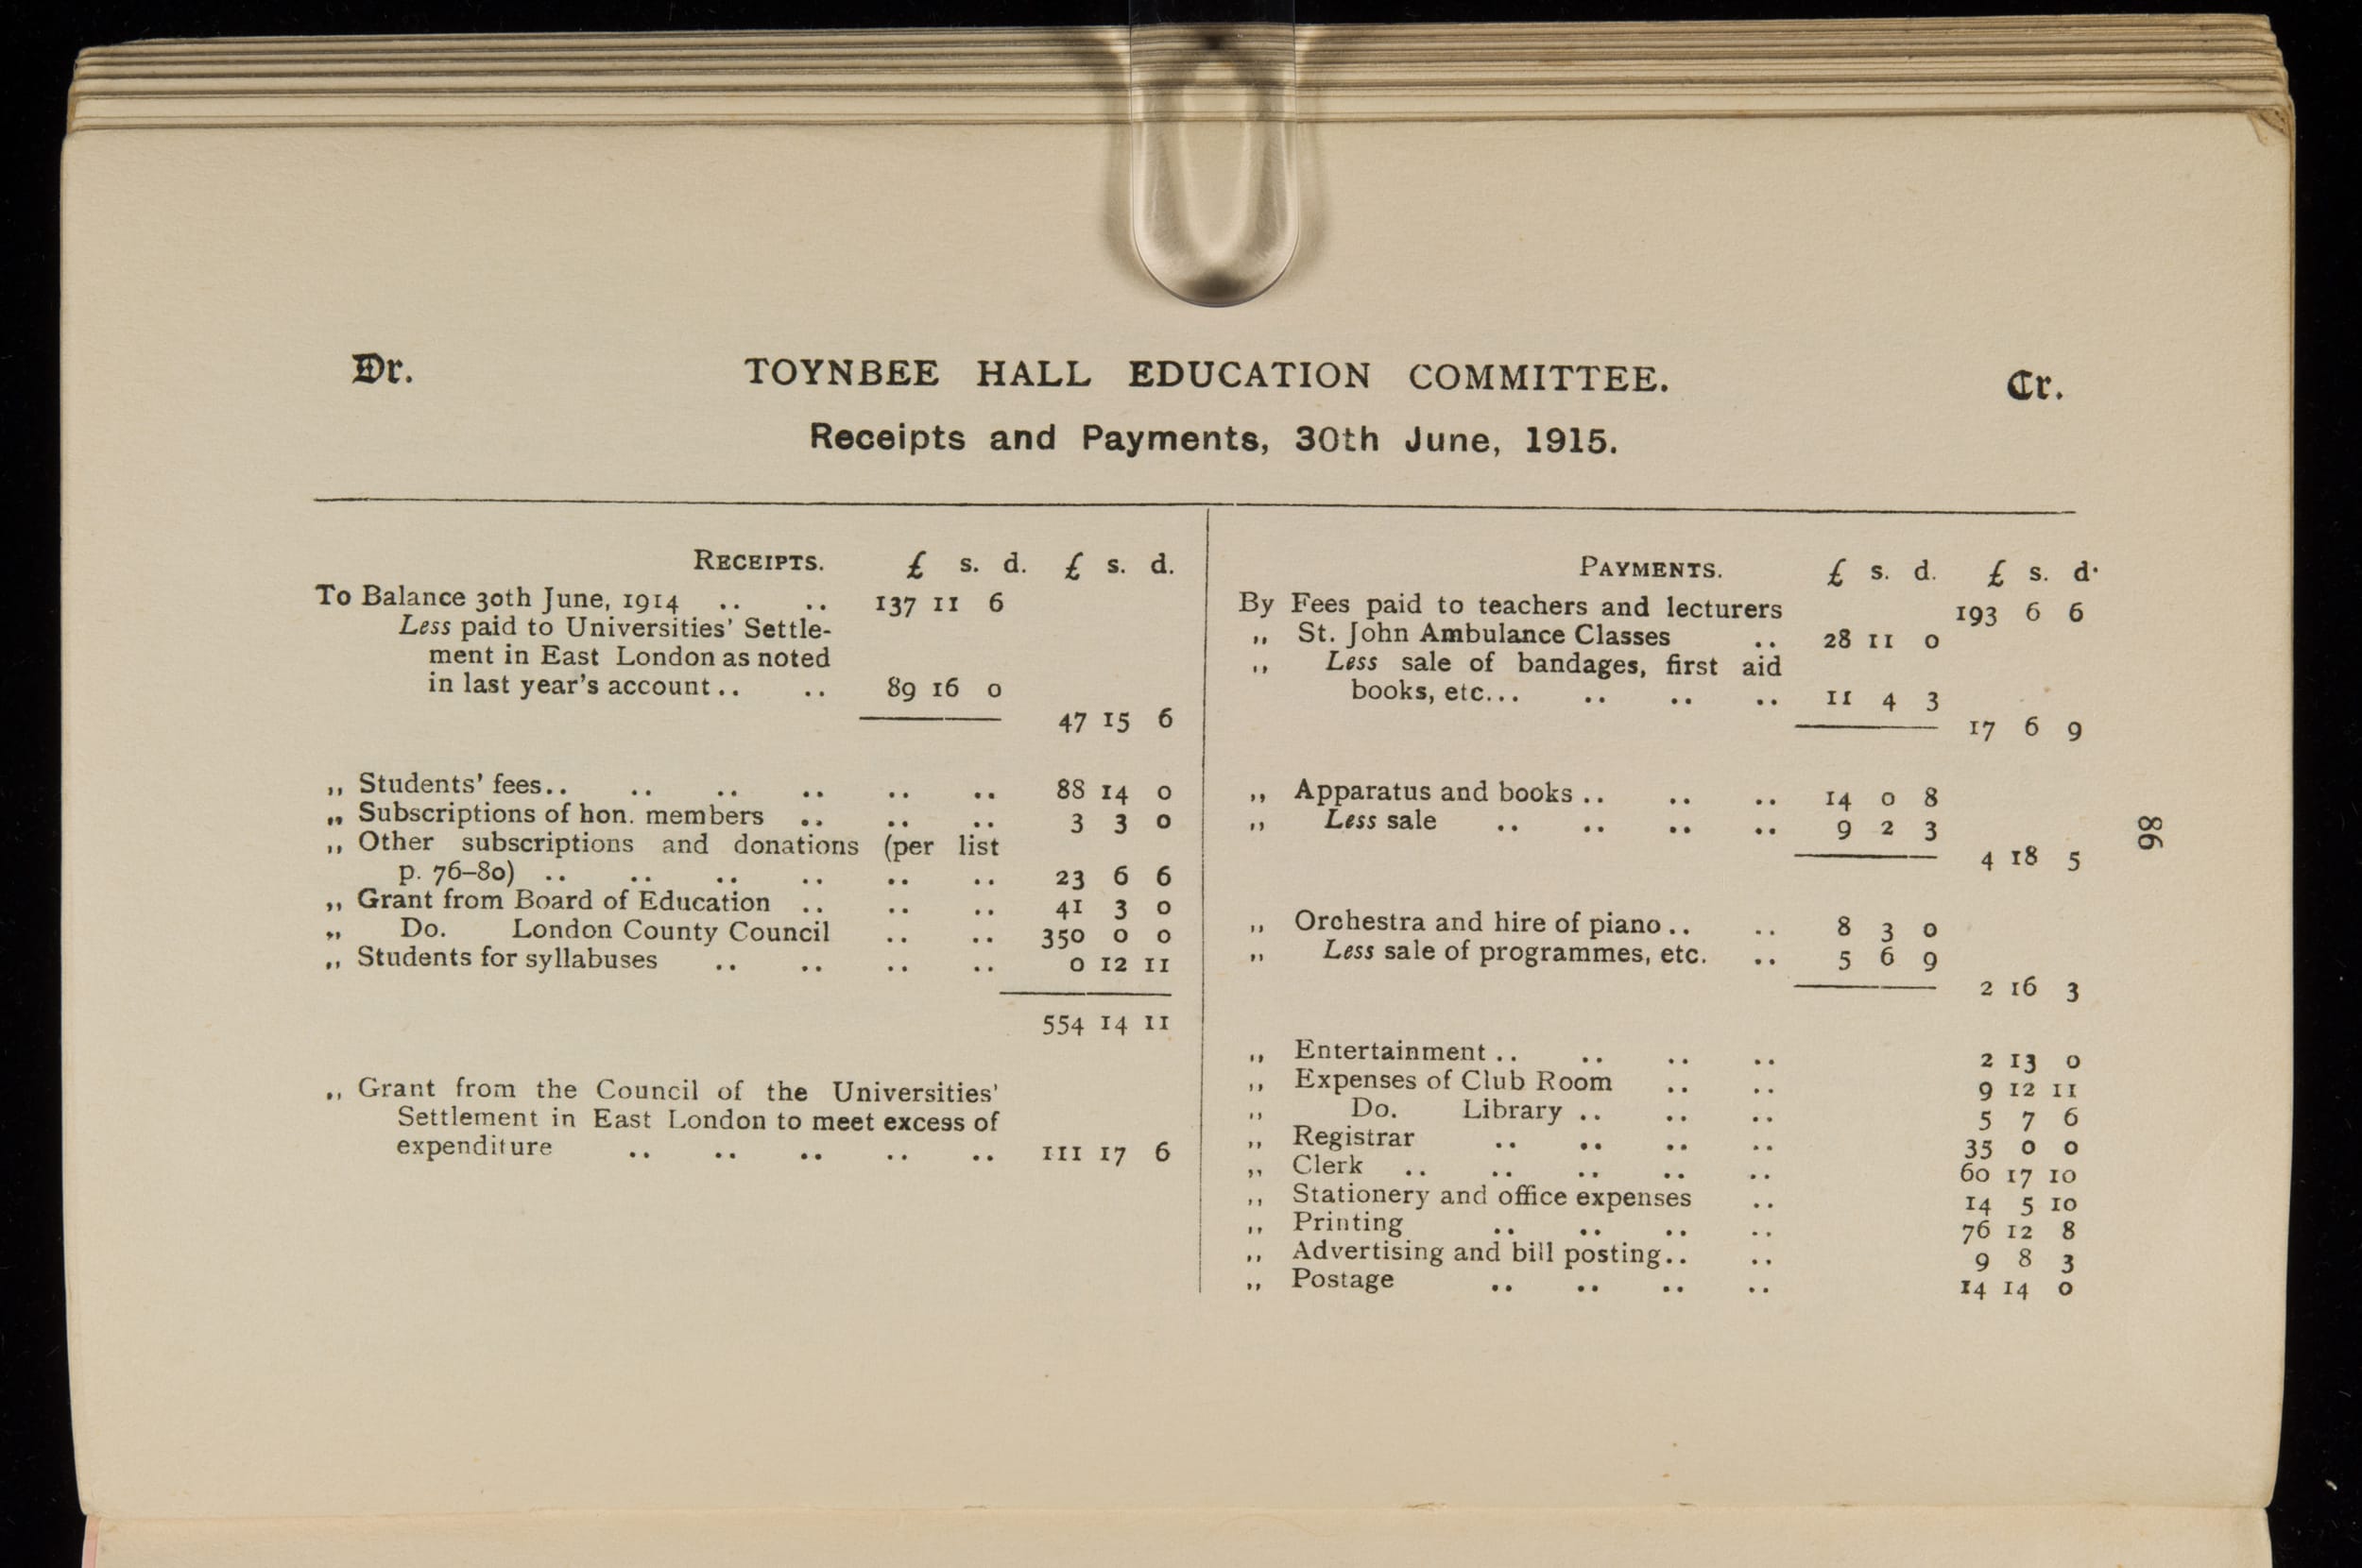 Dr. TOYNBEE HALL EDUCATION COMMITTEE. Cr.
Receipts and Payments, 30th June, 1915.
RECEIPTS. £ s. d. £ s. d.
To Balance 30th June, 1914 .. .. 137 11 6
Less paid to Universities' Settle-
ment in East London as noted
in last year's account .. .. 89 16 0
47 15 6
,, Students' fees .. .. .. .. .. .. 88 14 0
,, Subscriptions of hon. members .. .. .. 3 3 0
,, Other subscriptions and donations (per list
p. 76–80) .. .. .. .. .. .. 23 6 6
,, Grant from Board of Education .. .. .. 41 3 0
,, Do. London County Council .. .. 350 0 0
,, Students for syllabuses .. .. .. .. 0 12 11
554 14 11
,, Grant from the Council of the Universities'
Settlement in East London to meet excess of
expenditure .. .. .. .. .. 111 17 6
PAYMENTS. £ s. d. £ s. d.
By Fees paid to teachers and lecturers 193 6 6
,, St. John Ambulance Classes .. 28 11 0
,, Less sale of bandages, first aid
books, etc... .. .. .. 11 4 3
17 6 9
,, Apparatus and books .. .. .. 14 0 8
,, Less sale .. .. .. .. 9 2 3
4 18 5
,, Orchestra and hire of piano .. .. 8 3 0
,, Less sale of programmes, etc. .. 5 6 9
2 16 3
,, Entertainment .. .. .. .. 2 13 0
,, Expenses of Club Room .. .. 9 12 11
,, Do. Library .. .. .. 5 7 6
,, Registrar .. .. .. .. 35 0 0
,, Clerk .. .. .. .. .. 60 17 10
,, Stationery and office expenses .. 14 5 10
,, Printing .. .. .. .. 76 12 8
,, Advertising and bill posting .. .. 9 8 3
,, Postage .. .. .. .. 14 14 0
86